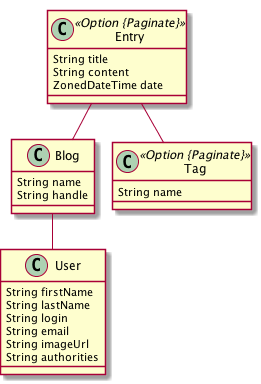 C «Option {Paginate}»
Entry
String title
String content
ZonedDateTime date
C Blog
String name
String handle
C «Option {Paginate}»
Tag
String name
C User
String firstName
String lastName
String login
String email
String imageUrl
String authorities